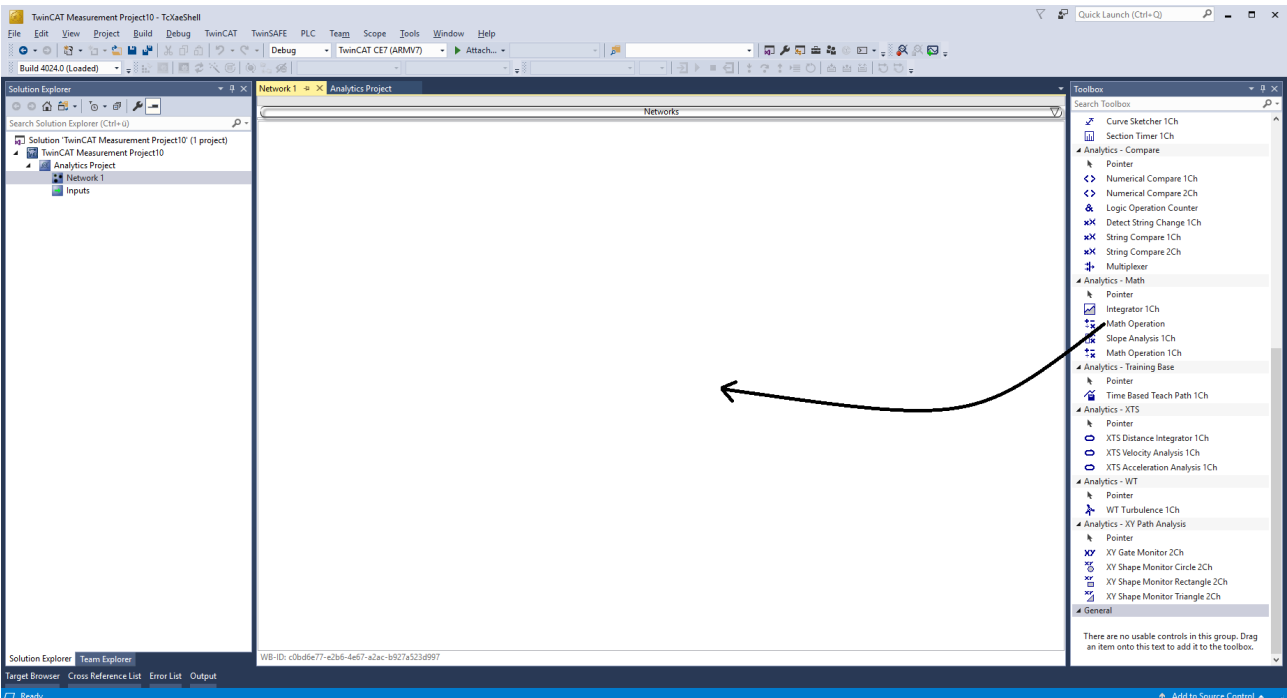 TwinCAT Measurement Project10 - TcXaeShell
Quick Launch (Ctrl+Q)
File Edit View Project Build Debug TwinCAT TwinSAFE PLC Team Scope Tools Window Help
Debug TwinCAT CE7 (ARMV7) Attach...
Build 4024.0 (Loaded)
Solution Explorer
Search Solution Explorer (Ctrl+ü)
Solution 'TwinCAT Measurement Project10' (1 project)
TwinCAT Measurement Project10
Analytics Project
Network 1
Inputs
Solution Explorer Team Explorer
Network 1 Analytics Project
Networks
WB-ID: c0bd6e77-e2b6-4e67-a2ac-b927a523d997
Toolbox
Search Toolbox
Curve Sketcher 1Ch
Section Timer 1Ch
Analytics - Compare
Pointer
Numerical Compare 1Ch
Numerical Compare 2Ch
Logic Operation Counter
Detect String Change 1Ch
String Compare 1Ch
String Compare 2Ch
Multiplexer
Analytics - Math
Pointer
Integrator 1Ch
Math Operation
Slope Analysis 1Ch
Math Operation 1Ch
Analytics - Training Base
Pointer
Time Based Teach Path 1Ch
Analytics - XTS
Pointer
XTS Distance Integrator 1Ch
XTS Velocity Analysis 1Ch
XTS Acceleration Analysis 1Ch
Analytics - WT
Pointer
WT Turbulence 1Ch
Analytics - XY Path Analysis
Pointer
XY Gate Monitor 2Ch
XY Shape Monitor Circle 2Ch
XY Shape Monitor Rectangle 2Ch
XY Shape Monitor Triangle 2Ch
General
There are no usable controls in this group. Drag
an item onto this text to add it to the toolbox.
Target Browser Cross Reference List Error List Output
Ready
Add to Source Control